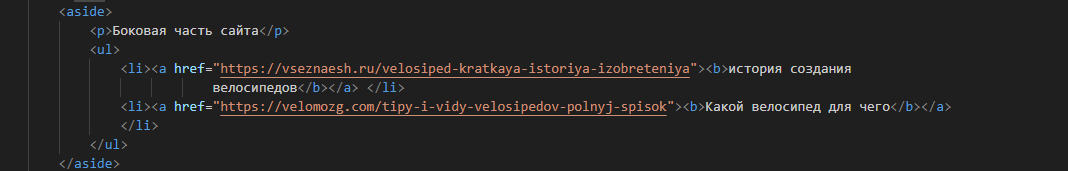 <aside>
<p>Боковая часть сайта</p>
<ul>
<li><a href="https://vseznaesh.ru/velosiped-kratkaya-istoriya-izobreteniya"><b>история создания
велосипедов</b></a> </li>
<li><a href="https://velomozg.com/tipy-i-vidy-velosipedov-polnyj-spisok"><b>Какой велосипед для чего</b></a>
</li>
</ul>
</aside>